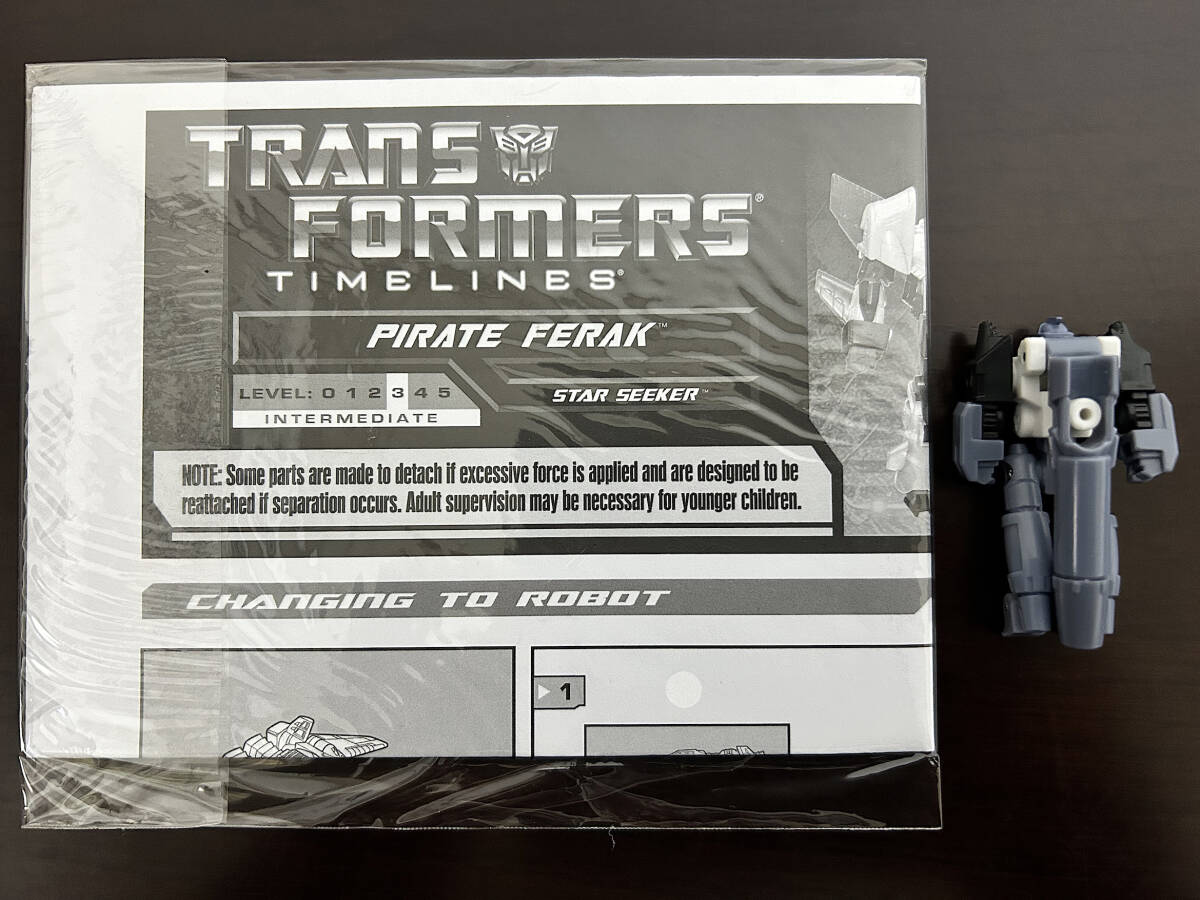 TRANS
FORMERS®
TIMELINES®
PIRATE FERAK™
LEVEL: 0 1 2 3 4 5
INTERMEDIATE
STAR SEEKER™
NOTE: Some parts are made to detach if excessive force is applied and are designed to be
reattached if separation occurs. Adult supervision may be necessary for younger children.
CHANGING TO ROBOT
1